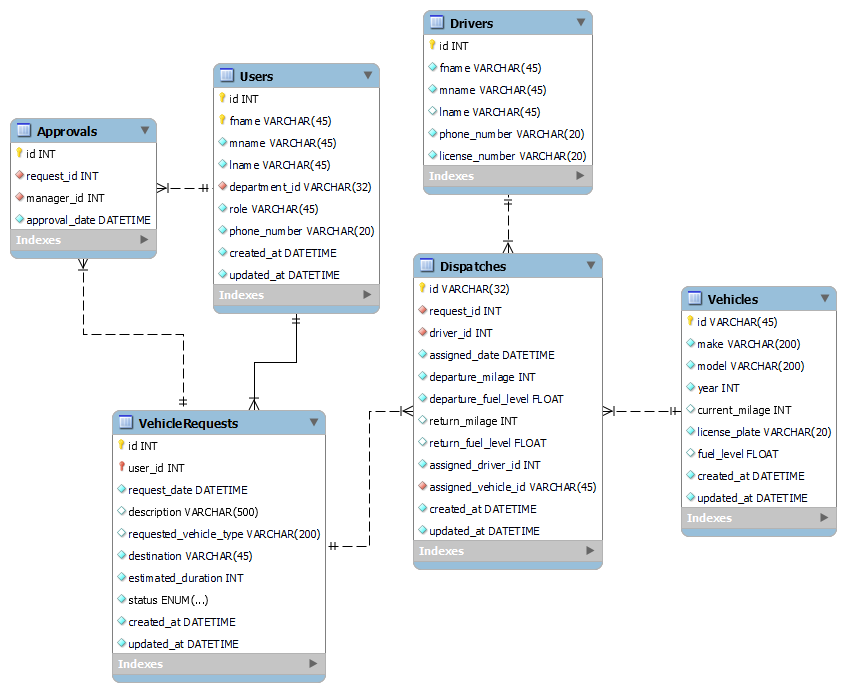 Drivers
id INT
fname VARCHAR(45)
mname VARCHAR(45)
lname VARCHAR(45)
phone_number VARCHAR(20)
license_number VARCHAR(20)
Indexes
Users
id INT
fname VARCHAR(45)
mname VARCHAR(45)
lname VARCHAR(45)
department_id VARCHAR(32)
role VARCHAR(45)
phone_number VARCHAR(20)
created_at DATETIME
updated_at DATETIME
Indexes
Approvals
id INT
request_id INT
manager_id INT
approval_date DATETIME
Indexes
Dispatches
id VARCHAR(32)
request_id INT
driver_id INT
assigned_date DATETIME
departure_milage INT
departure_fuel_level FLOAT
return_milage INT
return_fuel_level FLOAT
assigned_driver_id INT
assigned_vehicle_id VARCHAR(45)
created_at DATETIME
updated_at DATETIME
Indexes
Vehicles
id VARCHAR(45)
make VARCHAR(200)
model VARCHAR(200)
year INT
current_milage INT
license_plate VARCHAR(20)
fuel_level FLOAT
created_at DATETIME
updated_at DATETIME
Indexes
VehicleRequests
id INT
user_id INT
request_date DATETIME
description VARCHAR(500)
requested_vehicle_type VARCHAR(200)
destination VARCHAR(45)
estimated_duration INT
status ENUM(...)
created_at DATETIME
updated_at DATETIME
Indexes